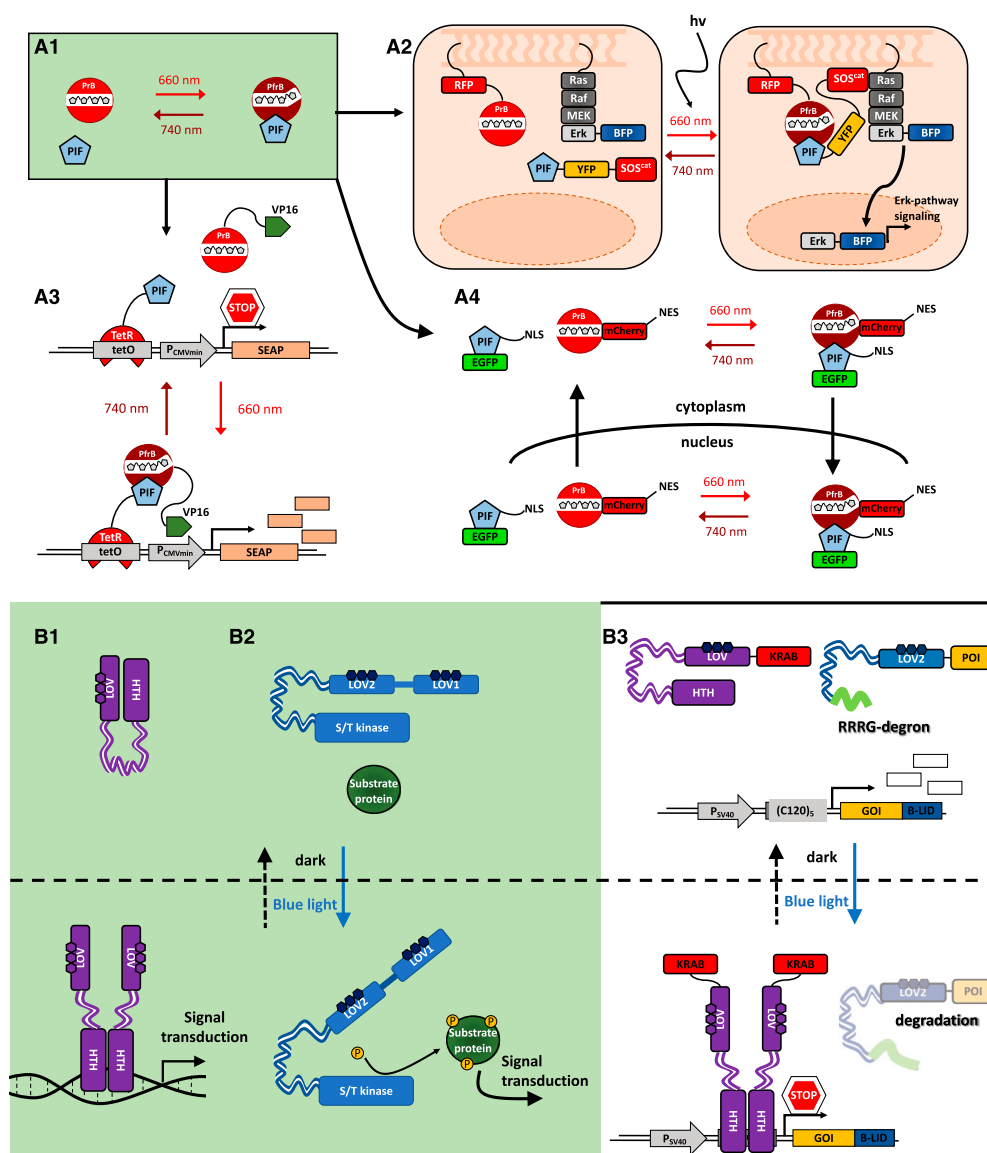 A1
PrB
PIF
660 nm
740 nm
PfrB
PIF
A2
RFP
PrB
Ras
Raf
MEK
Erk
BFP
PIF
YFP
SOScat
hv
660 nm
740 nm
RFP
PfrB
PIF
YFP
SOScat
Ras
Raf
MEK
Erk
BFP
Erk-pathway
signaling
Erk
BFP
A3
PrB
VP16
PIF
STOP
TetR
tetO
PCMVmin
SEAP
740 nm
660 nm
PfrB
PIF
VP16
TetR
tetO
PCMVmin
SEAP
A4
PIF
NLS
EGFP
PrB
mCherry
NES
660 nm
740 nm
PfrB
mCherry
NES
PIF
NLS
EGFP
cytoplasm
nucleus
PIF
NLS
EGFP
PrB
mCherry
NES
660 nm
740 nm
PfrB
mCherry
NES
PIF
NLS
EGFP
B1
LOV
HTH
B2
LOV2
LOV1
S/T kinase
Substrate
protein
dark
Blue light
LOV
LOV
HTH
HTH
Signal
transduction
LOV2
LOV1
S/T kinase
P
P
P
P
Substrate
protein
Signal
transduction
B3
LOV
KRAB
HTH
LOV2
POI
RRRG-degron
PSV40
(C120)5
GOI
B-LID
dark
Blue light
KRAB
KRAB
LOV
LOV
HTH
HTH
LOV2
POI
degradation
STOP
PSV40
GOI
B-LID